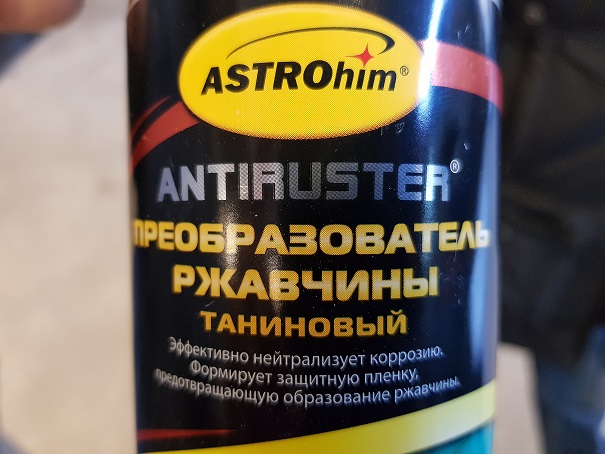 ASTROhim®
ANTIRUSTER®
ПРЕОБРАЗОВАТЕЛЬ
РЖАВЧИНЫ
ТАНИНОВЫЙ
Эффективно нейтрализует коррозию.
Формирует защитную пленку,
предотвращающую образование ржавчины.